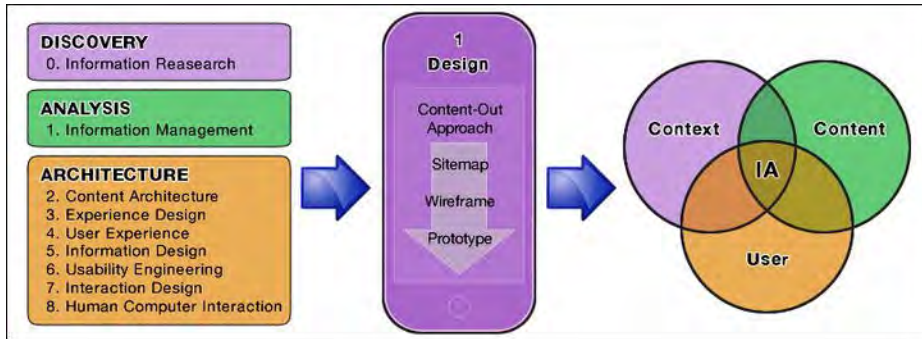 DISCOVERY
0. Information Reasearch
ANALYSIS
1. Information Management
ARCHITECTURE
2. Content Architecture
3. Experience Design
4. User Experience
5. Information Design
6. Usability Engineering
7. Interaction Design
8. Human Computer Interaction
1
Design
Content-Out
Approach
Sitemap
Wireframe
Prototype
Context
Content
IA
User